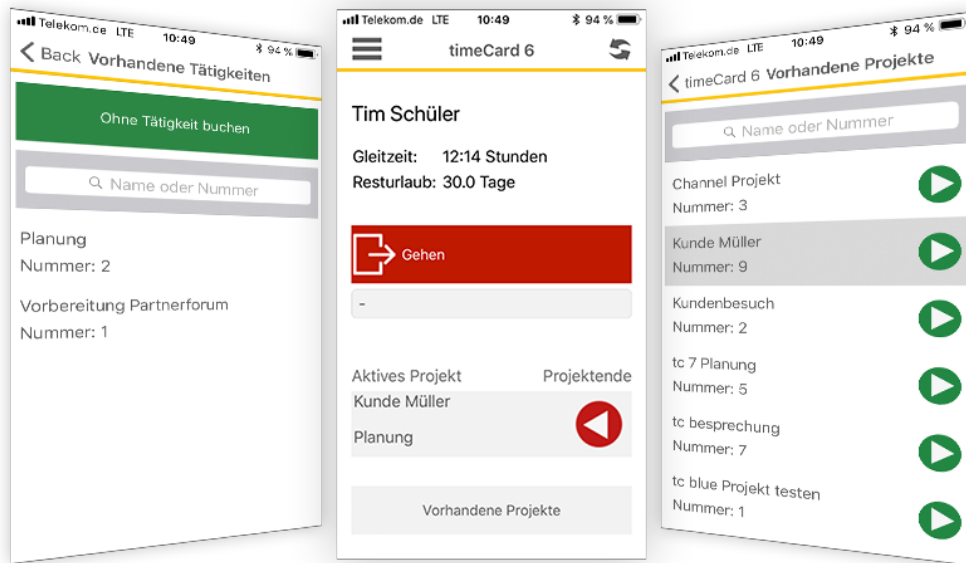 Telekom.de LTE 10:49 94 %
Back Vorhandene Tätigkeiten
Ohne Tätigkeit buchen
Name oder Nummer
Planung
Nummer: 2
Vorbereitung Partnerforum
Nummer: 1
Telekom.de LTE 10:49 94 %
timeCard 6
Tim Schüler
Gleitzeit: 12:14 Stunden
Resturlaub: 30.0 Tage
Gehen
-
Aktives Projekt Projektende
Kunde Müller
Planung
Vorhandene Projekte
Telekom.de LTE 10:49 94 %
timeCard 6 Vorhandene Projekte
Name oder Nummer
Channel Projekt
Nummer: 3
Kunde Müller
Nummer: 9
Kundenbesuch
Nummer: 2
tc 7 Planung
Nummer: 5
tc besprechung
Nummer: 7
tc blue Projekt testen
Nummer: 1